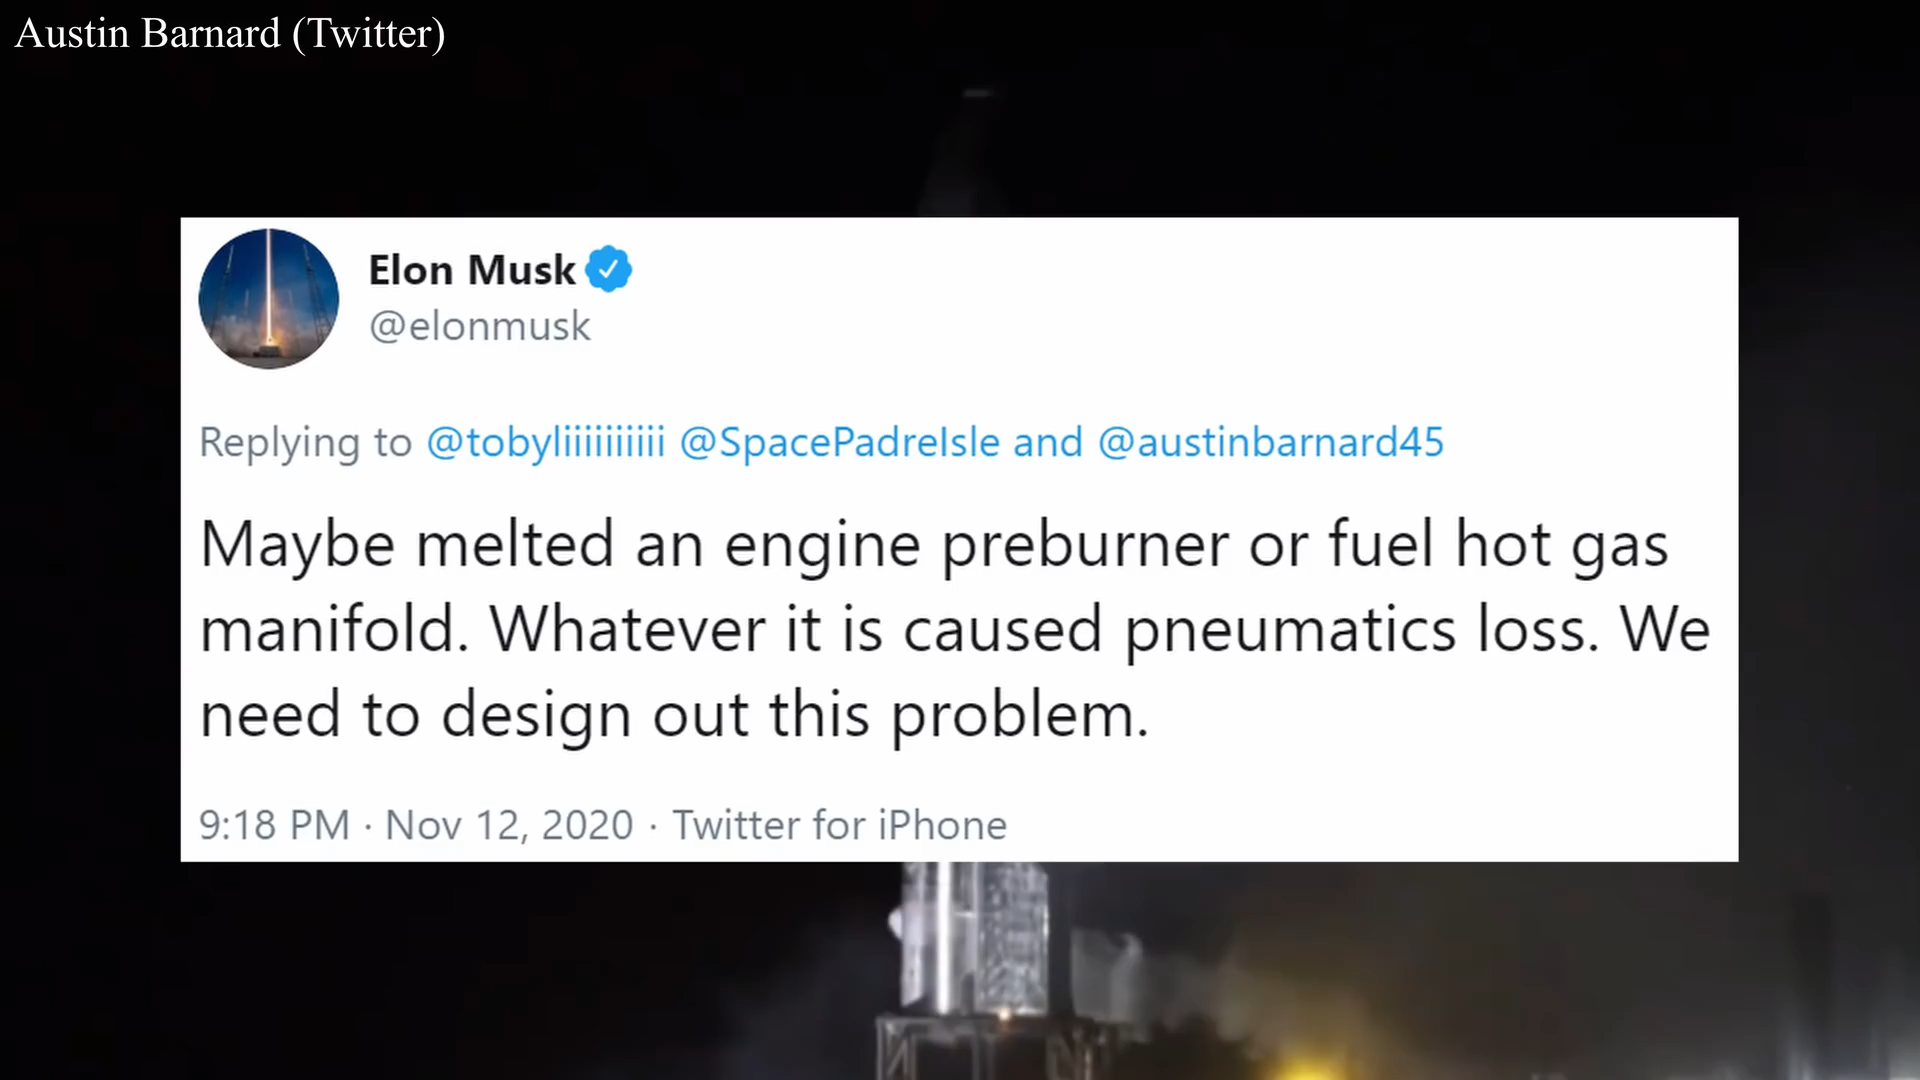 Austin Barnard (Twitter)
Elon Musk
@elonmusk
Replying to @tobyliiiiiiiiii @SpacePadreIsle and @austinbarnard45
Maybe melted an engine preburner or fuel hot gas
manifold. Whatever it is caused pneumatics loss. We
need to design out this problem.
9:18 PM · Nov 12, 2020 · Twitter for iPhone